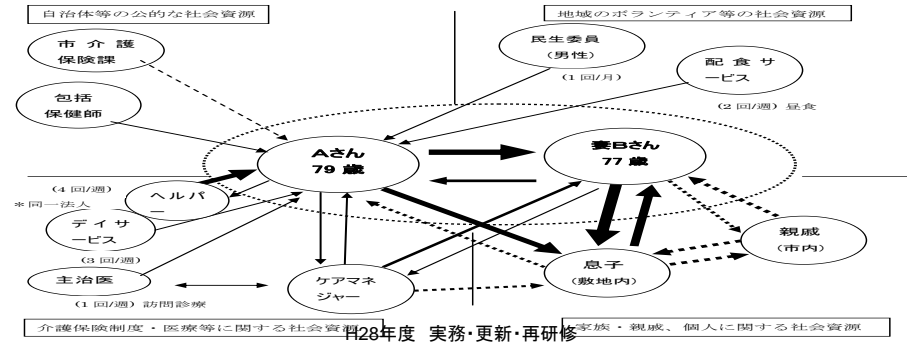 自治体等の公的な社会資源
地域のボランティア等の社会資源
市 介 護
保険課
民生委員
(男性)
(1回/月)
配 食 サ
ービス
(2回/週) 昼食
包括
保健師
Aさん
79 歳
妻Bさん
77 歳
(4回/週)
ヘルパ
ー
*同一法人
デイサ
ービス
(3回/週)
主治医
(1回/週) 訪問診療
ケアマネ
ジャー
息子
(敷地内)
親戚
(市内)
介護保険制度・医療等に関する社会資源
家族・親戚、個人に関する社会資源
H28年度 実務・更新・再研修